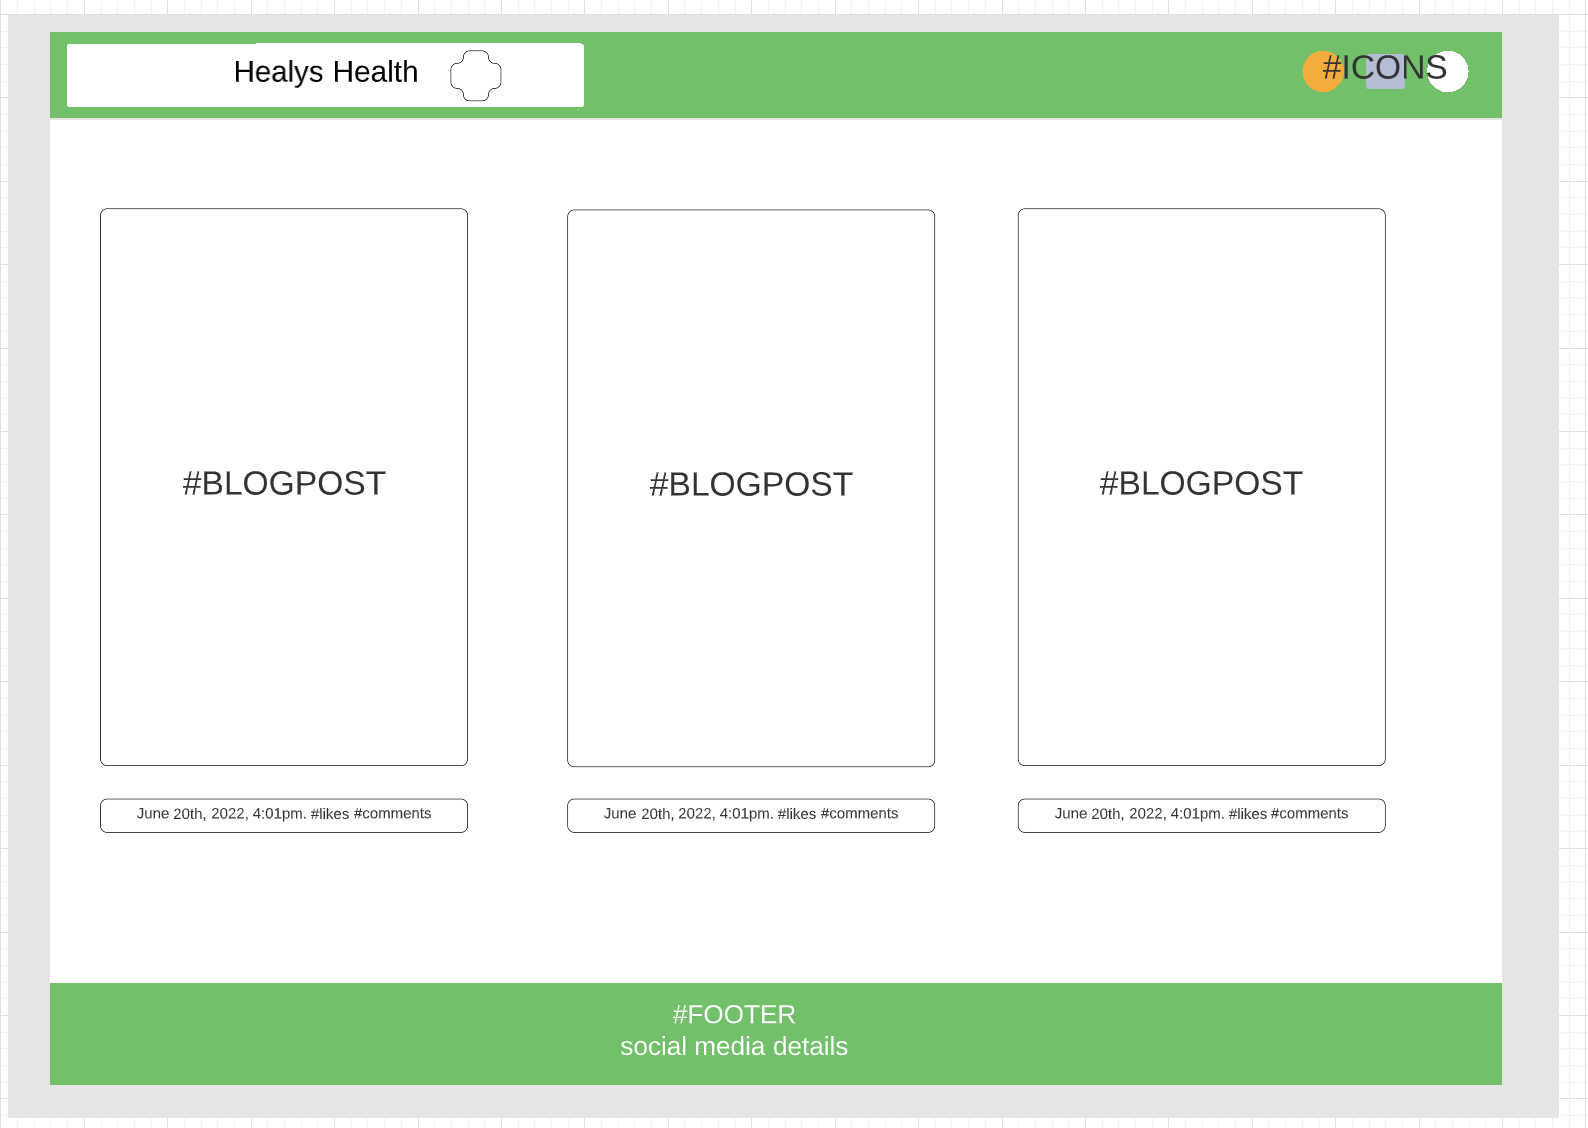 Healys Health
#ICONS
#BLOGPOST
#BLOGPOST
#BLOGPOST
June 20th, 2022, 4:01pm. #likes #comments
June 20th, 2022, 4:01pm. #likes #comments
June 20th, 2022, 4:01pm. #likes #comments
#FOOTER
social media details